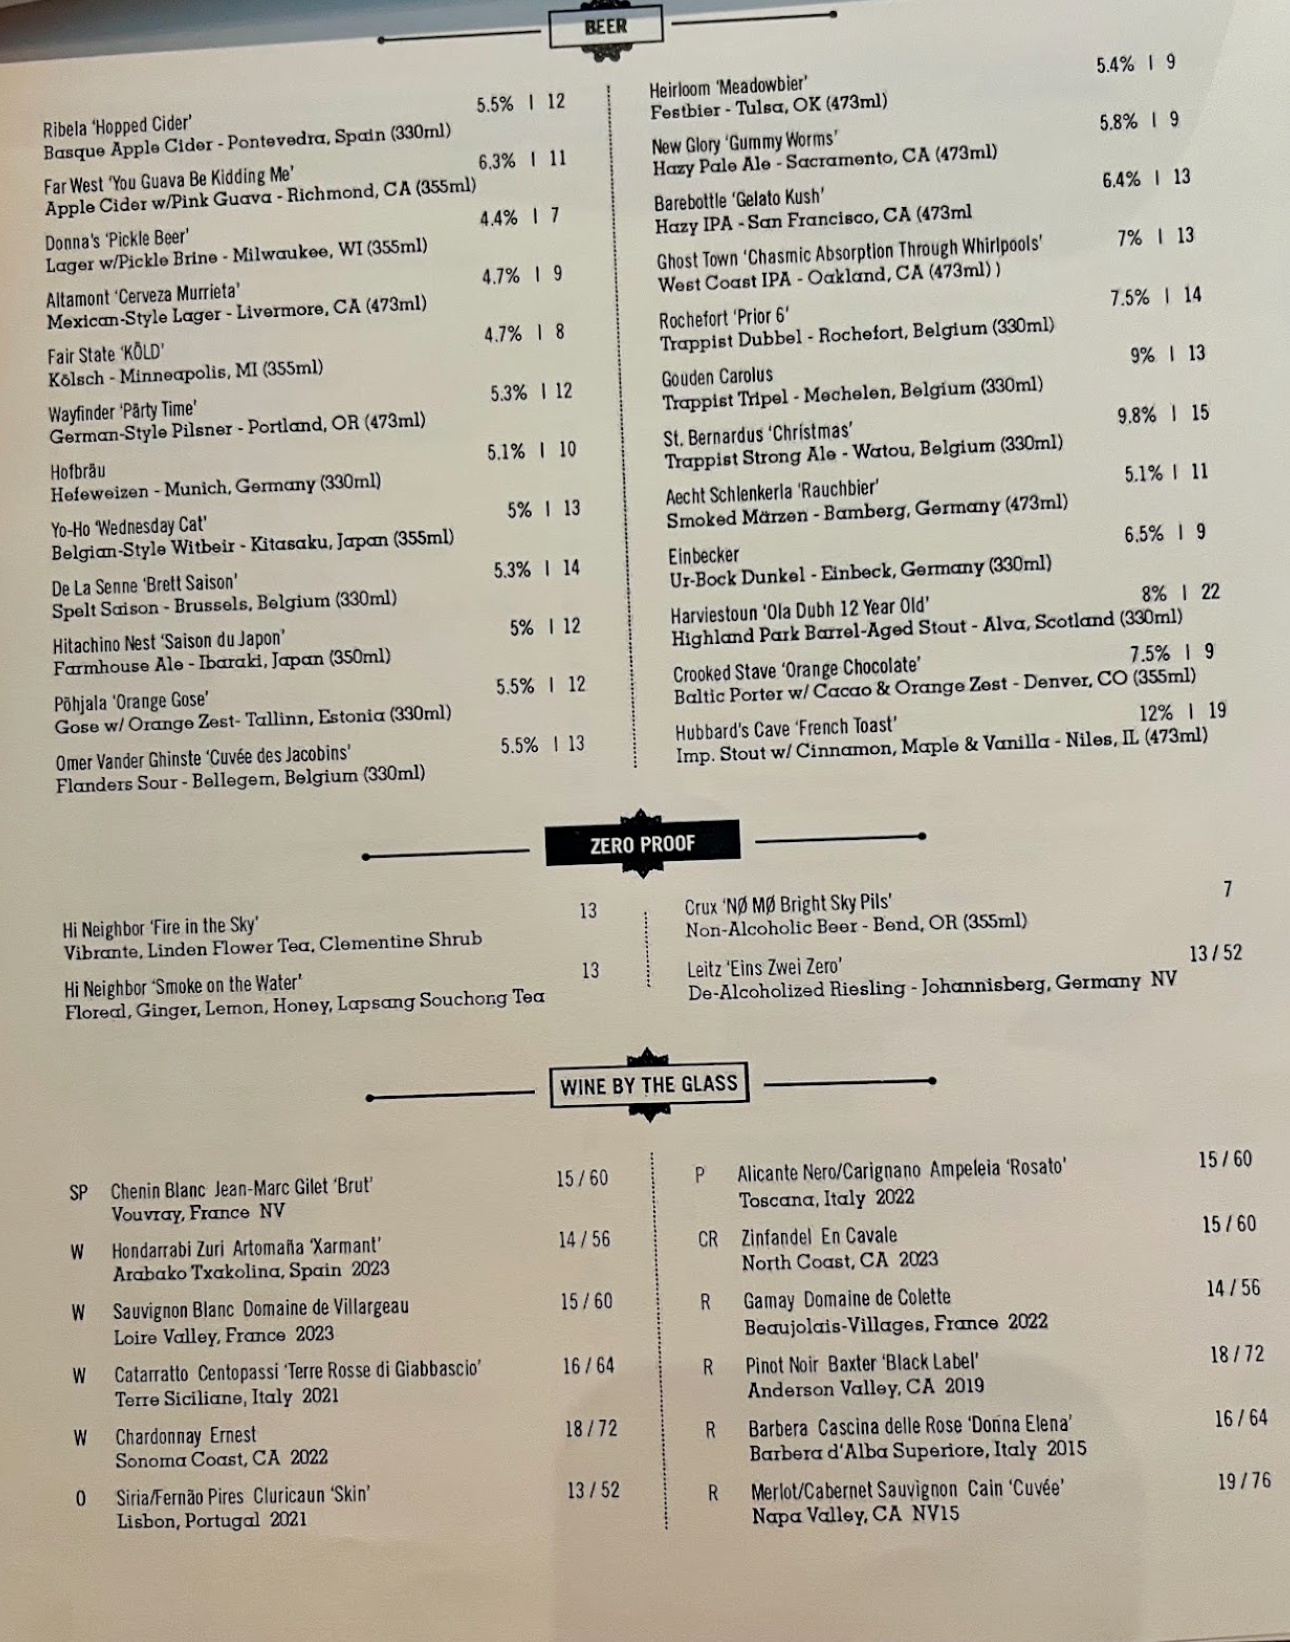 BEER
Ribela 'Hopped Cider' 5.5% | 12
Basque Apple Cider - Pontevedra, Spain (330ml)
Far West 'You Guava Be Kidding Me' 6.3% | 11
Apple Cider w/Pink Guava - Richmond, CA (355ml)
Donna's 'Pickle Beer' 4.4% | 7
Lager w/Pickle Brine - Milwaukee, WI (355ml)
Altamont 'Cerveza Murrieta' 4.7% | 9
Mexican-Style Lager - Livermore, CA (473ml)
Fair State 'KÖLD' 4.7% | 8
Kölsch - Minneapolis, MI (355ml)
Wayfinder 'Pärty Time' 5.3% | 12
German-Style Pilsner - Portland, OR (473ml)
Hofbräu 5.1% | 10
Hefeweizen - Munich, Germany (330ml)
Yo-Ho 'Wednesday Cat' 5% | 13
Belgian-Style Witbeir - Kitasaku, Japan (355ml)
De La Senne 'Brett Saison' 5.3% | 14
Spelt Saison - Brussels, Belgium (330ml)
Hitachino Nest 'Saison du Japon' 5% | 12
Farmhouse Ale - Ibaraki, Japan (350ml)
Põhjala 'Orange Gose' 5.5% | 12
Gose w/ Orange Zest- Tallinn, Estonia (330ml)
Omer Vander Ghinste 'Cuvée des Jacobins' 5.5% | 13
Flanders Sour - Bellegem, Belgium (330ml)
Heirloom 'Meadowbier' 5.4% | 9
Festbier - Tulsa, OK (473ml)
New Glory 'Gummy Worms' 5.8% | 9
Hazy Pale Ale - Sacramento, CA (473ml)
Barebottle 'Gelato Kush' 6.4% | 13
Hazy IPA - San Francisco, CA (473ml
Ghost Town 'Chasmic Absorption Through Whirlpools' 7% | 13
West Coast IPA - Oakland, CA (473ml) )
Rochefort 'Prior 6' 7.5% | 14
Trappist Dubbel - Rochefort, Belgium (330ml)
Gouden Carolus 9% | 13
Trappist Tripel - Mechelen, Belgium (330ml)
St. Bernardus 'Christmas' 9.8% | 15
Trappist Strong Ale - Watou, Belgium (330ml)
Aecht Schlenkerla 'Rauchbier' 5.1% | 11
Smoked Märzen - Bamberg, Germany (473ml)
Einbecker 6.5% | 9
Ur-Bock Dunkel - Einbeck, Germany (330ml)
Harviestoun 'Ola Dubh 12 Year Old' 8% | 22
Highland Park Barrel-Aged Stout - Alva, Scotland (330ml)
Crooked Stave 'Orange Chocolate' 7.5% | 9
Baltic Porter w/ Cacao & Orange Zest - Denver, CO (355ml)
Hubbard's Cave 'French Toast' 12% | 19
Imp. Stout w/ Cinnamon, Maple & Vanilla - Niles, IL (473ml)
ZERO PROOF
Hi Neighbor 'Fire in the Sky' 13
Vibrante, Linden Flower Tea, Clementine Shrub
Hi Neighbor 'Smoke on the Water' 13
Floreal, Ginger, Lemon, Honey, Lapsang Souchong Tea
Crux 'NØ MØ Bright Sky Pils' 7
Non-Alcoholic Beer - Bend, OR (355ml)
Leitz 'Eins Zwei Zero' 13 / 52
De-Alcoholized Riesling - Johannisberg, Germany NV
WINE BY THE GLASS
SP Chenin Blanc Jean-Marc Gilet 'Brut' 15 / 60
Vouvray, France NV
W Hondarrabi Zuri Artomaña 'Xarmant' 14 / 56
Arabako Txakolina, Spain 2023
W Sauvignon Blanc Domaine de Villargeau 15 / 60
Loire Valley, France 2023
W Catarratto Centopassi 'Terre Rosse di Giabbascio' 16 / 64
Terre Siciliane, Italy 2021
W Chardonnay Ernest 18 / 72
Sonoma Coast, CA 2022
O Siria/Fernão Pires Cluricaun 'Skin' 13 / 52
Lisbon, Portugal 2021
P Alicante Nero/Carignano Ampeleia 'Rosato' 15 / 60
Toscana, Italy 2022
CR Zinfandel En Cavale 15 / 60
North Coast, CA 2023
R Gamay Domaine de Colette 14 / 56
Beaujolais-Villages, France 2022
R Pinot Noir Baxter 'Black Label' 18 / 72
Anderson Valley, CA 2019
R Barbera Cascina delle Rose 'Donna Elena' 16 / 64
Barbera d'Alba Superiore, Italy 2015
R Merlot/Cabernet Sauvignon Cain 'Cuvée' 19 / 76
Napa Valley, CA NV15